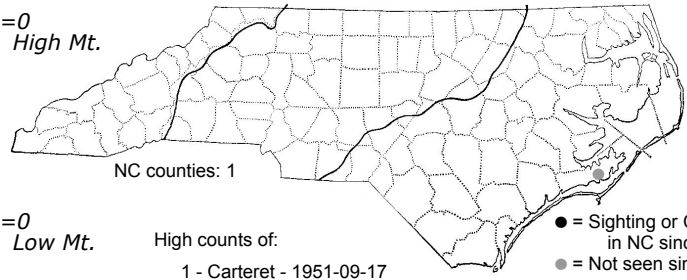 =0
High Mt.
NC counties: 1
=0
Low Mt.
High counts of:
1 - Carteret - 1951-09-17
● = Sighting or
in NC sinc
● = Not seen sin